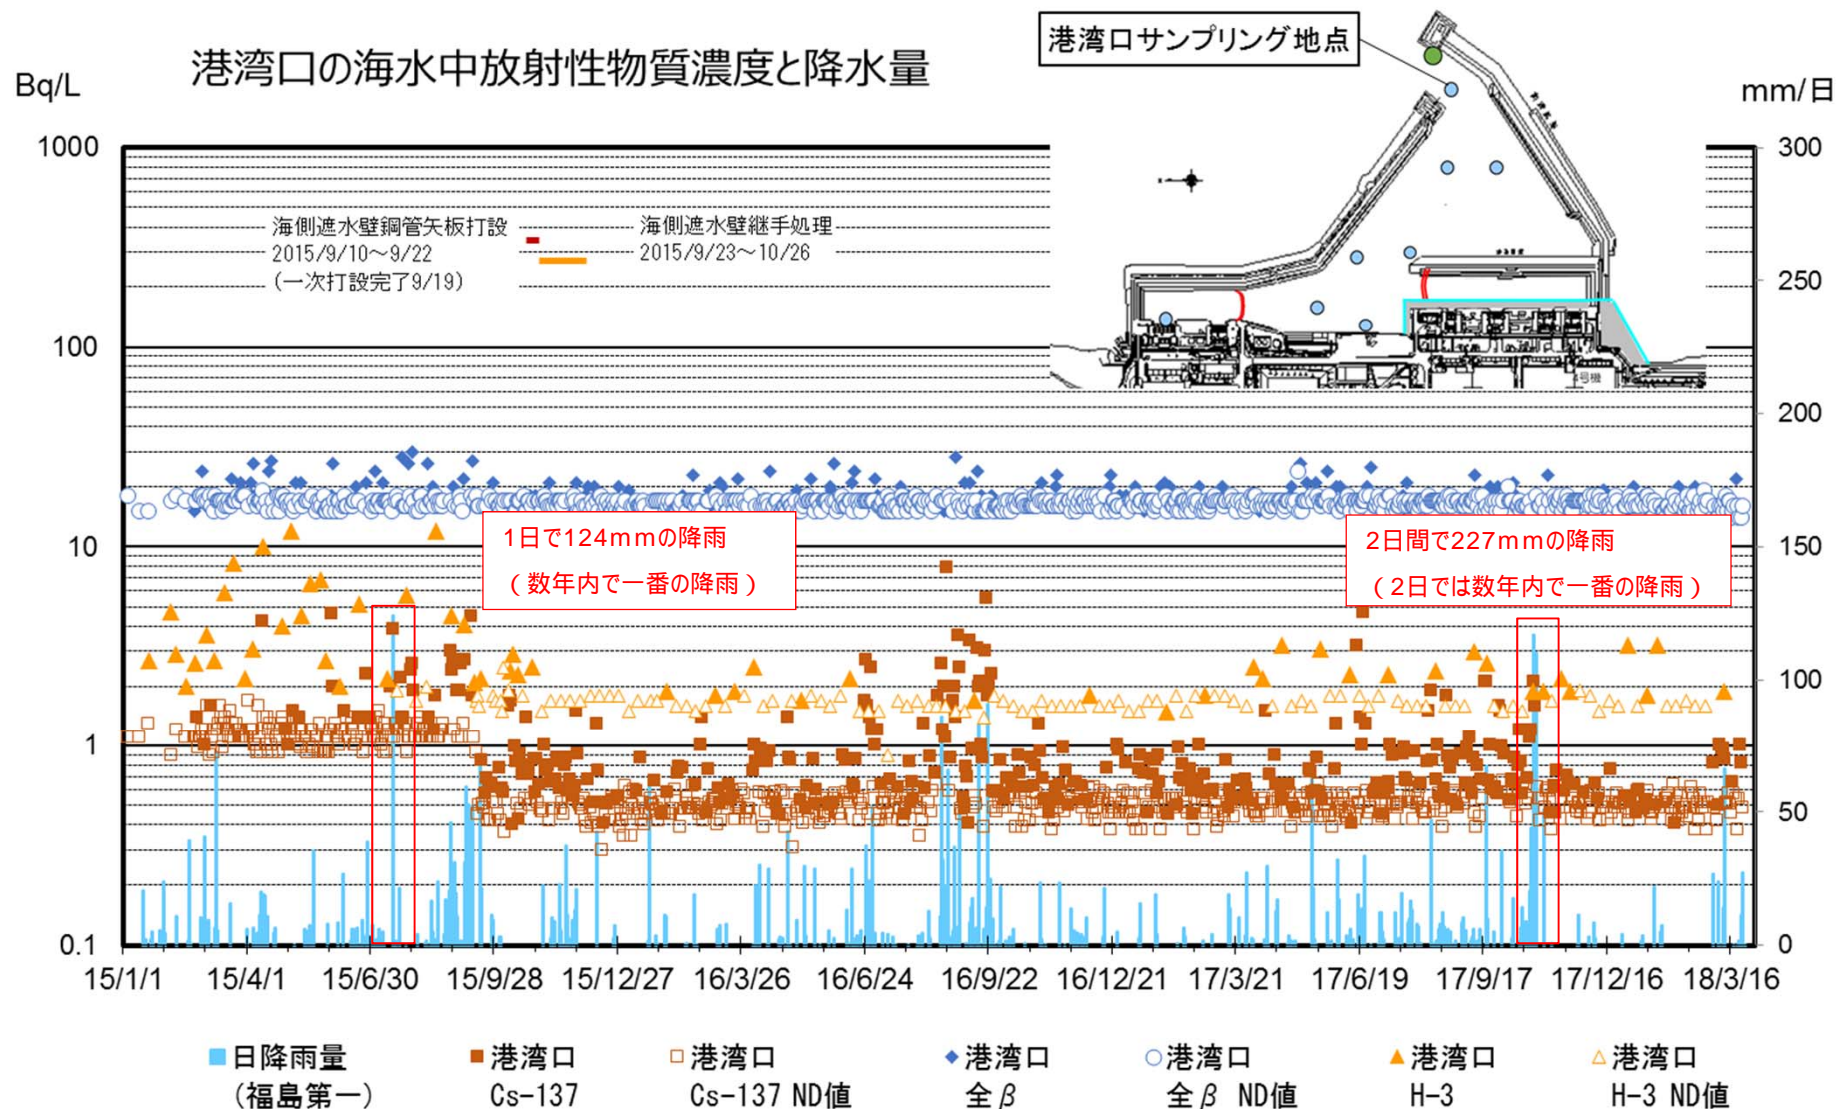 港湾口サンプリング地点
港湾口の海水中放射性物質濃度と降水量
Bq/L
mm/日
1000
100
10
1
0.1
300
250
200
150
100
50
0
海側遮水壁鋼管矢板打設
2015/9/10～9/22
(一次打設完了9/19)
海側遮水壁継手処理
2015/9/23～10/26
号機
1日で124mmの降雨
（数年内で一番の降雨）
2日間で227mmの降雨
（2日では数年内で一番の降雨）
15/1/1 15/4/1 15/6/30 15/9/28 15/12/27 16/3/26 16/6/24 16/9/22 16/12/21 17/3/21 17/6/19 17/9/17 17/12/16 18/3/16
日降雨量
(福島第一)
港湾口
Cs-137
港湾口
Cs-137 ND値
港湾口
全β
港湾口
全β ND値
港湾口
H-3
港湾口
H-3 ND値